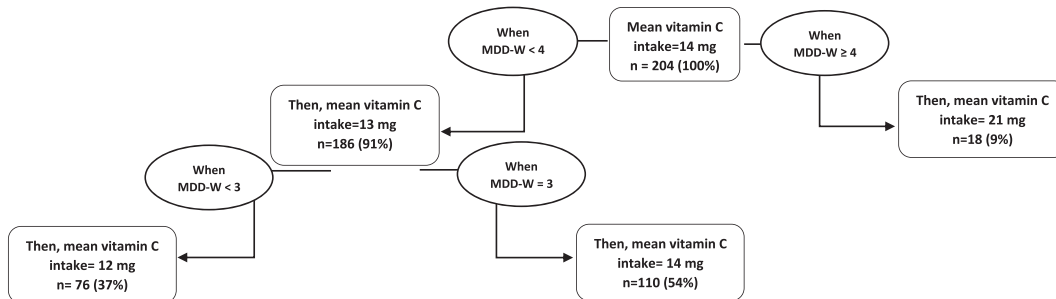 When
MDD-W < 4
Mean vitamin C
intake=14 mg
n = 204 (100%)
When
MDD-W ≥ 4
Then, mean vitamin C
intake=13 mg
n=186 (91%)
Then, mean vitamin C
intake= 21 mg
n=18 (9%)
When
MDD-W < 3
When
MDD-W = 3
Then, mean vitamin C
intake= 12 mg
n= 76 (37%)
Then, mean vitamin C
intake= 14 mg
n=110 (54%)